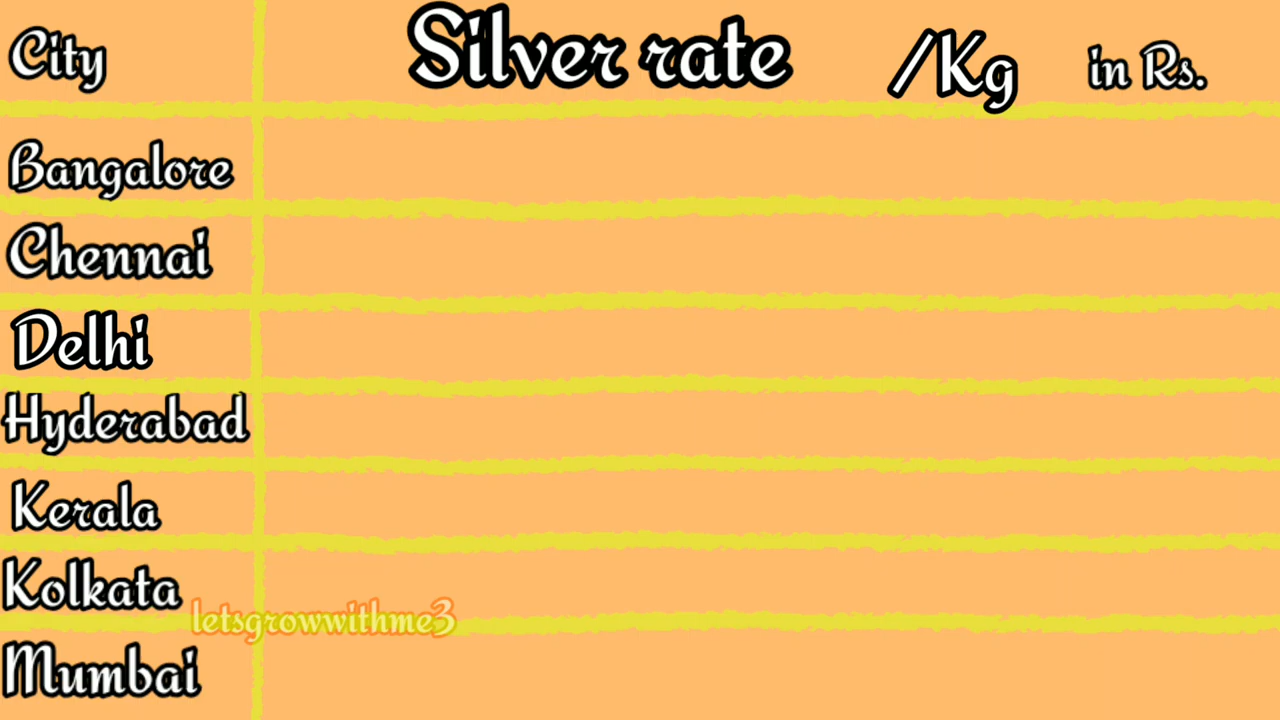 City Silver rate /Kg in Rs.
Bangalore
Chennai
Delhi
Hyderabad
Kerala
Kolkata
letsgrowwithme3
Mumbai